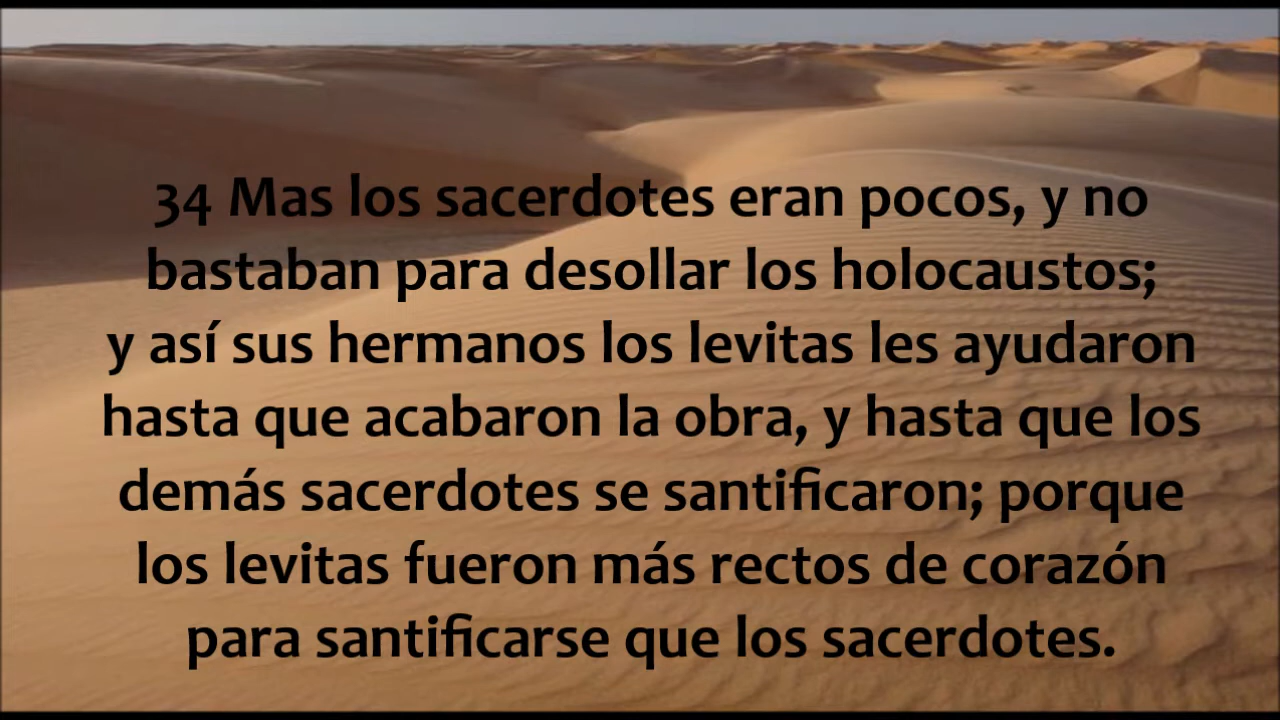 34 Mas los sacerdotes eran pocos, y no
bastaban para desollar los holocaustos;
y así sus hermanos los levitas les ayudaron
hasta que acabaron la obra, y hasta que los
demás sacerdotes se santificaron; porque
los levitas fueron más rectos de corazón
para santificarse que los sacerdotes.